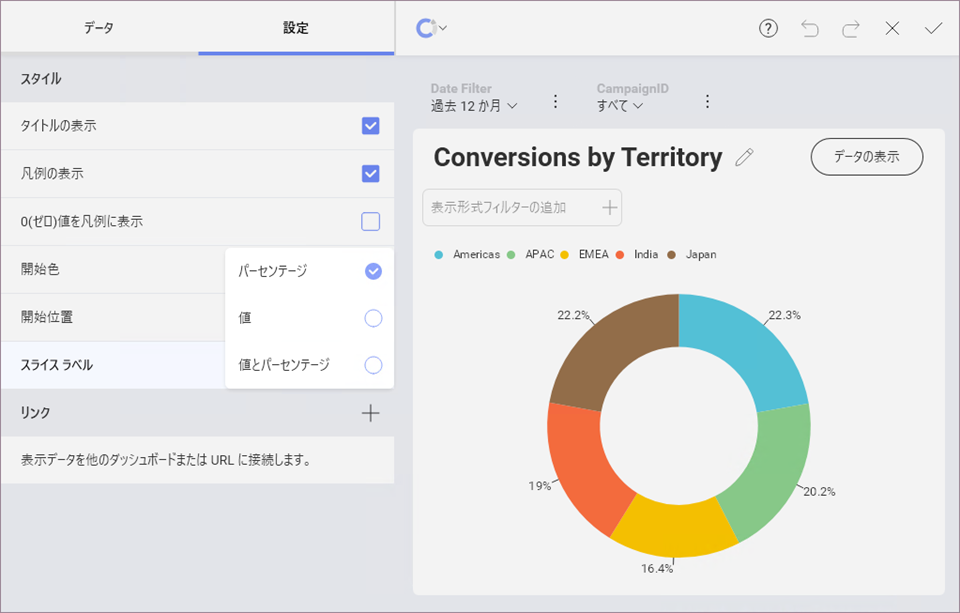 データ
設定
スタイル
タイトルの表示
凡例の表示
0(ゼロ)値を凡例に表示
開始色
開始位置
スライス ラベル
パーセンテージ
値
値とパーセンテージ
リンク
表示データを他のダッシュボードまたは URL に接続します。
Date Filter
過去 12 か月
CampaignID
すべて
Conversions by Territory
データの表示
表示形式フィルターの追加
Americas APAC EMEA India Japan
22.2%
22.3%
19%
20.2%
16.4%